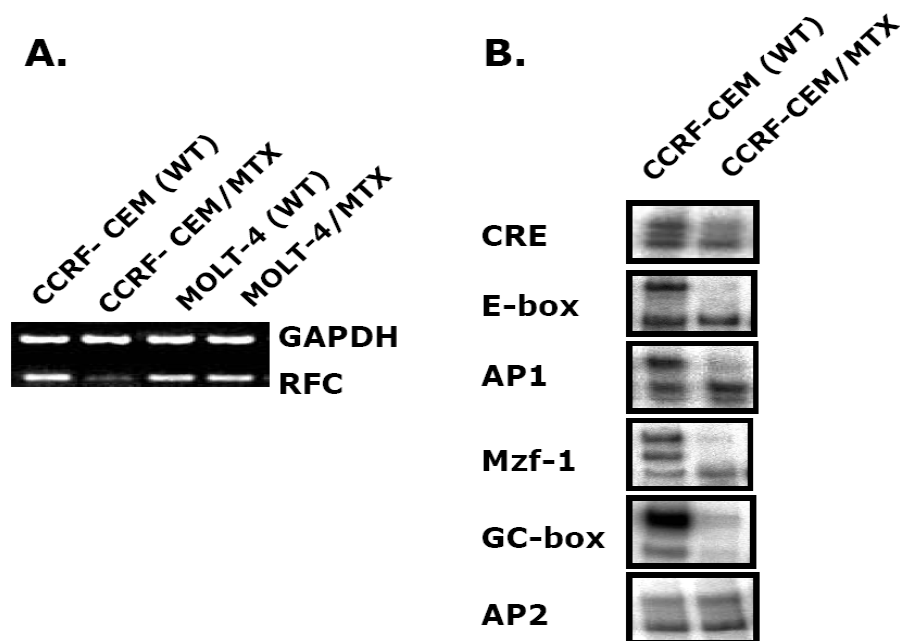 A.
CCRF- CEM (WT)
CCRF- CEM/MTX
MOLT-4 (WT)
MOLT-4/MTX
GAPDH
RFC
B.
CCRF-CEM (WT)
CCRF-CEM/MTX
CRE
E-box
AP1
Mzf-1
GC-box
AP2